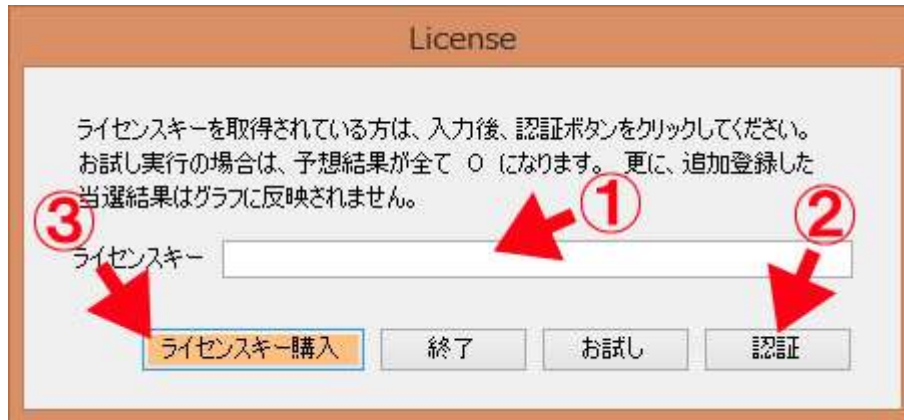 License
ライセンスキーを取得されている方は、入力後、認証ボタンをクリックしてください。
お試し実行の場合は、予想結果が全て 0 になります。 更に、追加登録した
当選結果はグラフに反映されません。
①
②
③
ライセンスキー
ライセンスキー購入 終了 お試し 認証